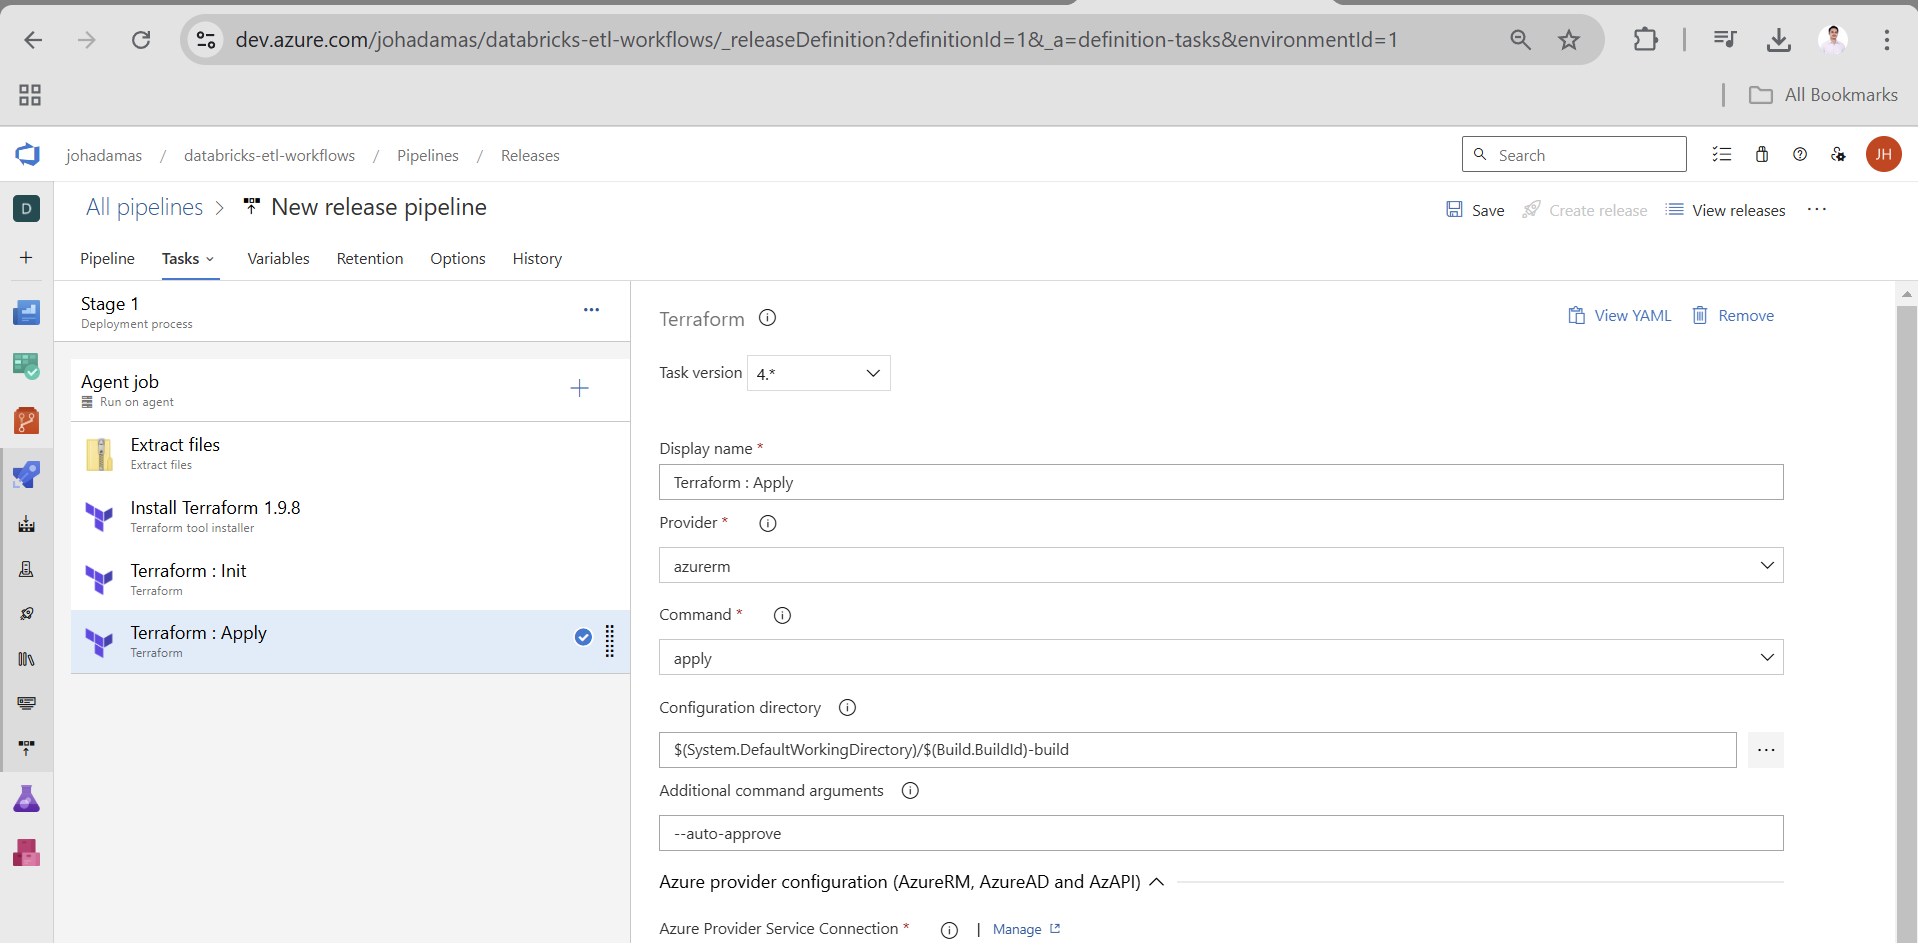 dev.azure.com/johadamas/databricks-etl-workflows/_releaseDefinition?definitionId=1&_a=definition-tasks&environmentId=1
All Bookmarks
johadamas / databricks-etl-workflows / Pipelines / Releases
Search
JH
D
All pipelines > New release pipeline
Save
Create release
View releases
Pipeline
Tasks
Variables
Retention
Options
History
Stage 1
Deployment process
Agent job
Run on agent
Extract files
Extract files
Install Terraform 1.9.8
Terraform tool installer
Terraform : Init
Terraform
Terraform : Apply
Terraform
Terraform
View YAML
Remove
Task version 4.*
Display name *
Terraform : Apply
Provider *
azurerm
Command *
apply
Configuration directory
$(System.DefaultWorkingDirectory)/$(Build.BuildId)-build
Additional command arguments
--auto-approve
Azure provider configuration (AzureRM, AzureAD and AzAPI)
Azure Provider Service Connection * | Manage